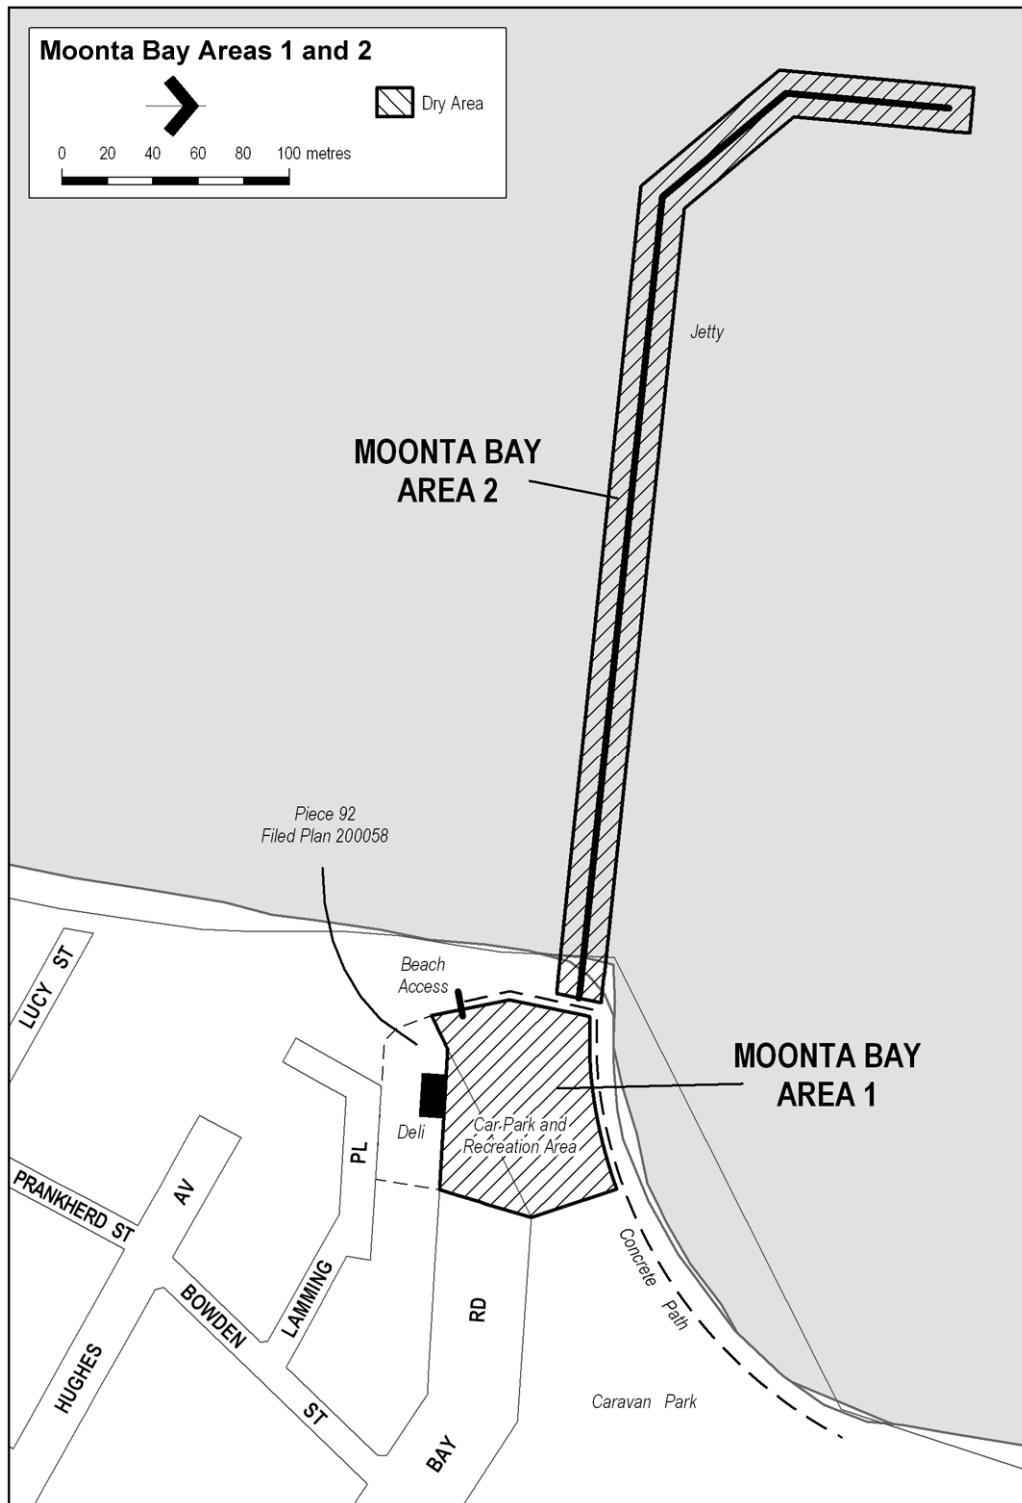 Moonta Bay Areas 1 and 2
Dry Area
0 20 40 60 80 100 metres
Jetty
MOONTA BAY
AREA 2
Piece 92
Filed Plan 200058
LUCY ST
Beach
Access
MOONTA BAY
AREA 1
Deli
Car Park and
Recreation Area
PL
AV
PRANKHERD ST
Concrete Path
LAMMING
BOWDEN
RD
HUGHES
ST
Caravan Park
BAY